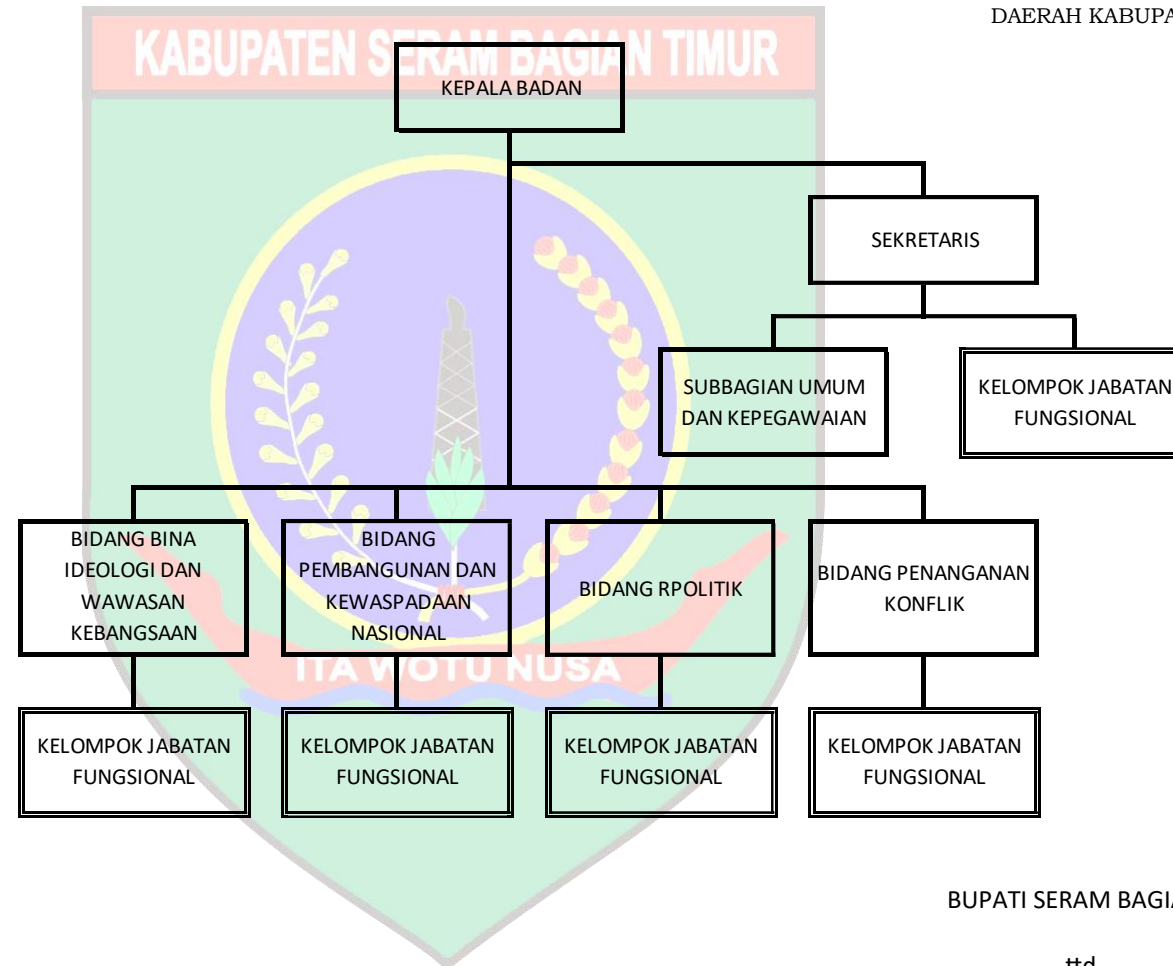 DAERAH KABUPA
KABUPATEN SERAM BAGIAN TIMUR
KEPALA BADAN
SEKRETARIS
SUBBAGIAN UMUM
DAN KEPEGAWAIAN
KELOMPOK JABATAN
FUNGSIONAL
BIDANG BINA
IDEOLOGI DAN
WAWASAN
KEBANGSAAN
BIDANG
PEMBANGUNAN DAN
KEWASPADAAN
NASIONAL
BIDANG RPOLITIK
BIDANG PENANGANAN
KONFLIK
ITA WOTU NUSA
KELOMPOK JABATAN
FUNGSIONAL
KELOMPOK JABATAN
FUNGSIONAL
KELOMPOK JABATAN
FUNGSIONAL
KELOMPOK JABATAN
FUNGSIONAL
BUPATI SERAM BAGIA
ttd